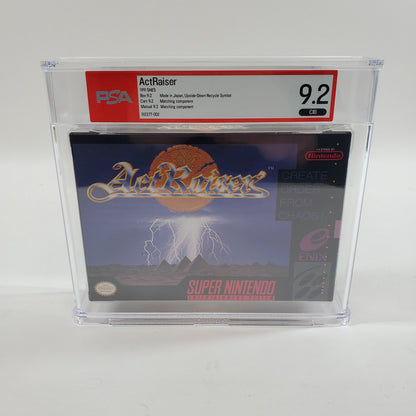 PSA
ActRaiser
1991 SNES
Box 9.2 Made in Japan, Upside-Down Recycle Symbol
Cart 9.2 Matching component
Manual 9.2 Matching component
9.2
CIB
LICENSED BY
Nintendo
ActRaiser
TM
CREATE
ORDER
FROM
CHAOS
ENIX
SUPER NINTENDO
ENTERTAINMENT SYSTEM